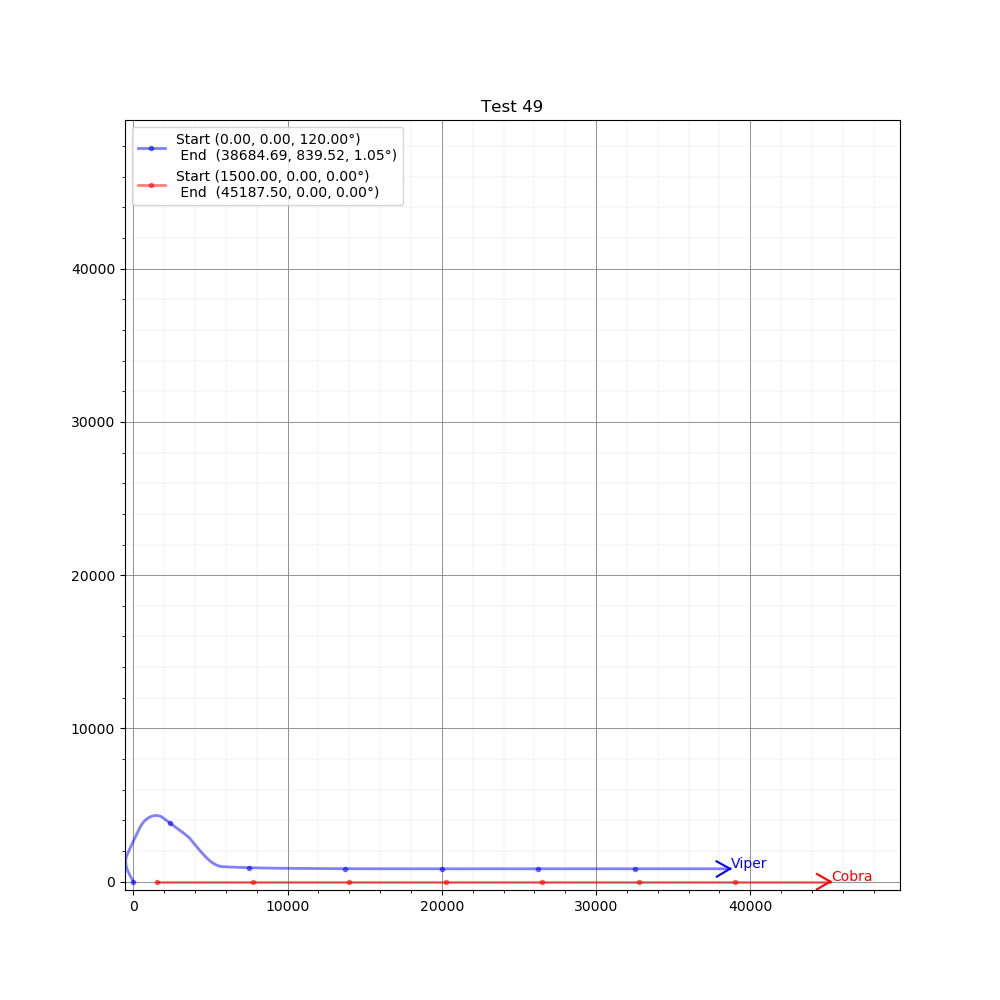 Test 49
Start (0.00, 0.00, 120.00°)
End  (38684.69, 839.52, 1.05°)
Start (1500.00, 0.00, 0.00°)
End  (45187.50, 0.00, 0.00°)
40000
30000
20000
10000
0
Viper
Cobra
0 10000 20000 30000 40000